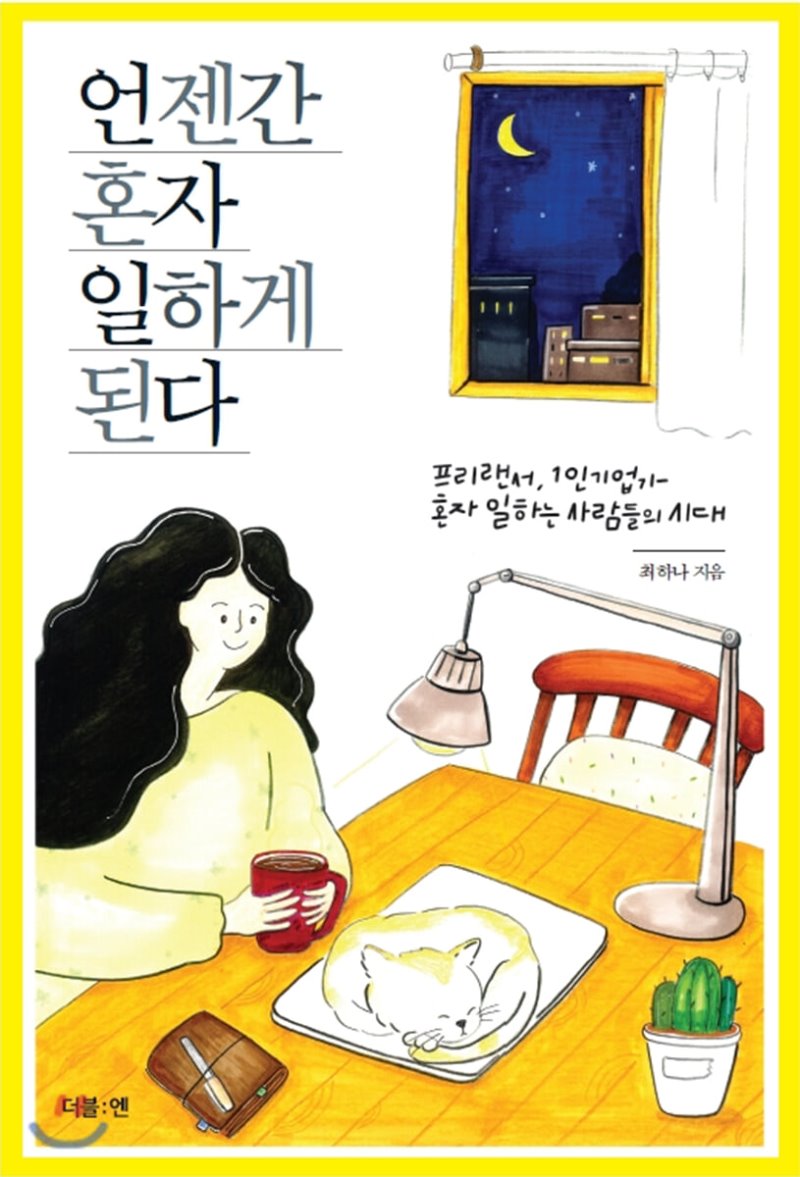 언젠간
혼자
일하게
된다
프리랜서, 1인기업가-
혼자 일하는 사람들의 시대
최하나 지음
더블:엔